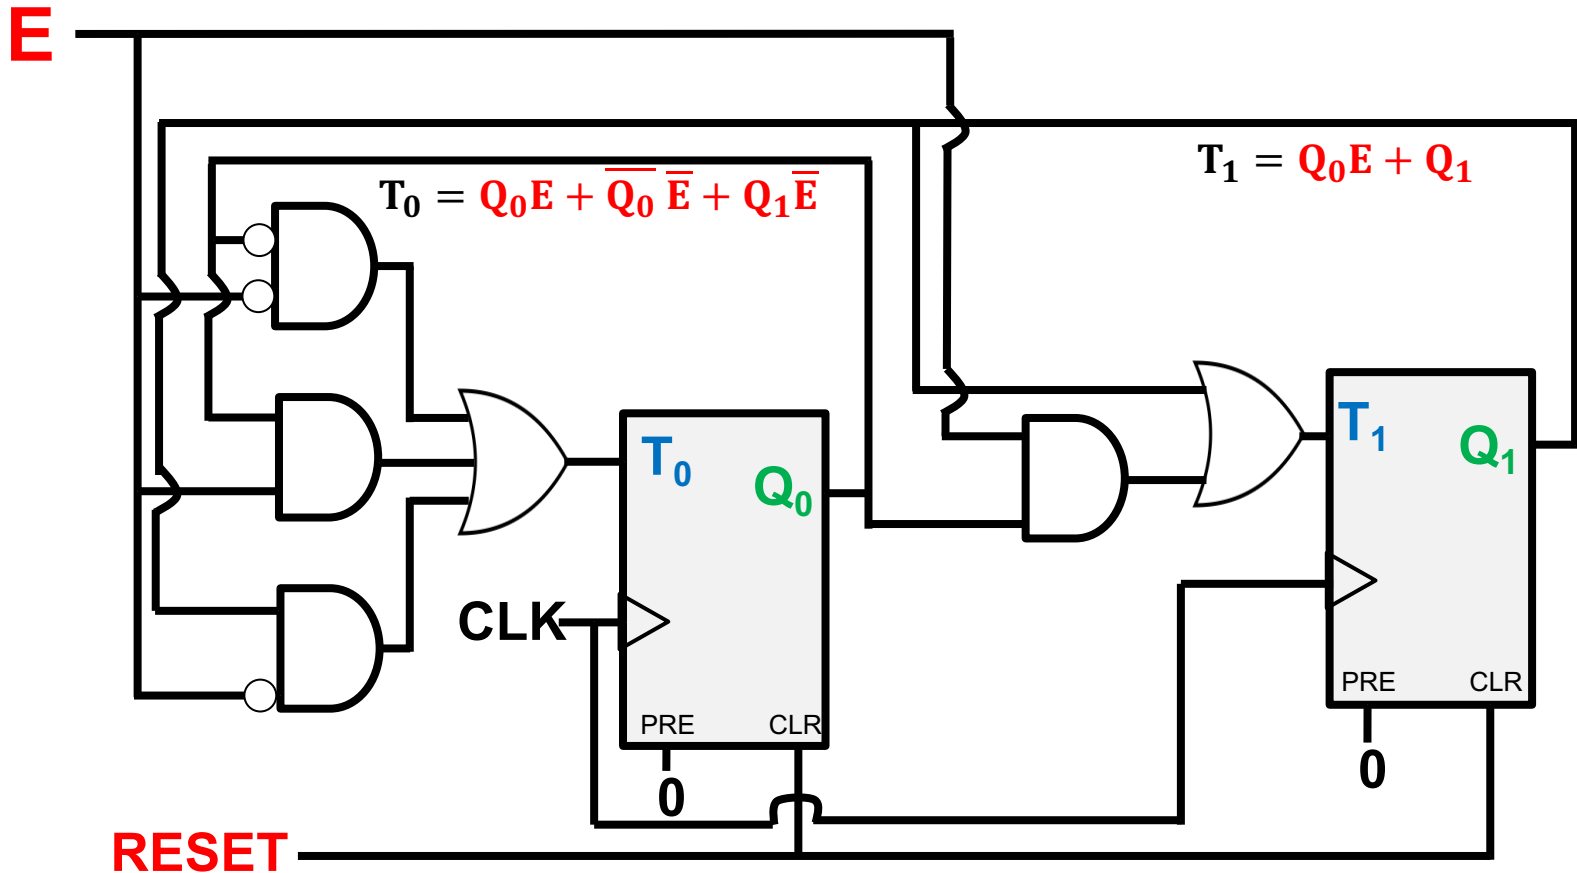 E
T₁ = Q₀E + Q₁
T₀ = Q₀E + Q̅₀ E̅ + Q₁E̅
T₁
Q₁
T₀
Q₀
CLK
PRE CLR
PRE CLR
0
0
RESET